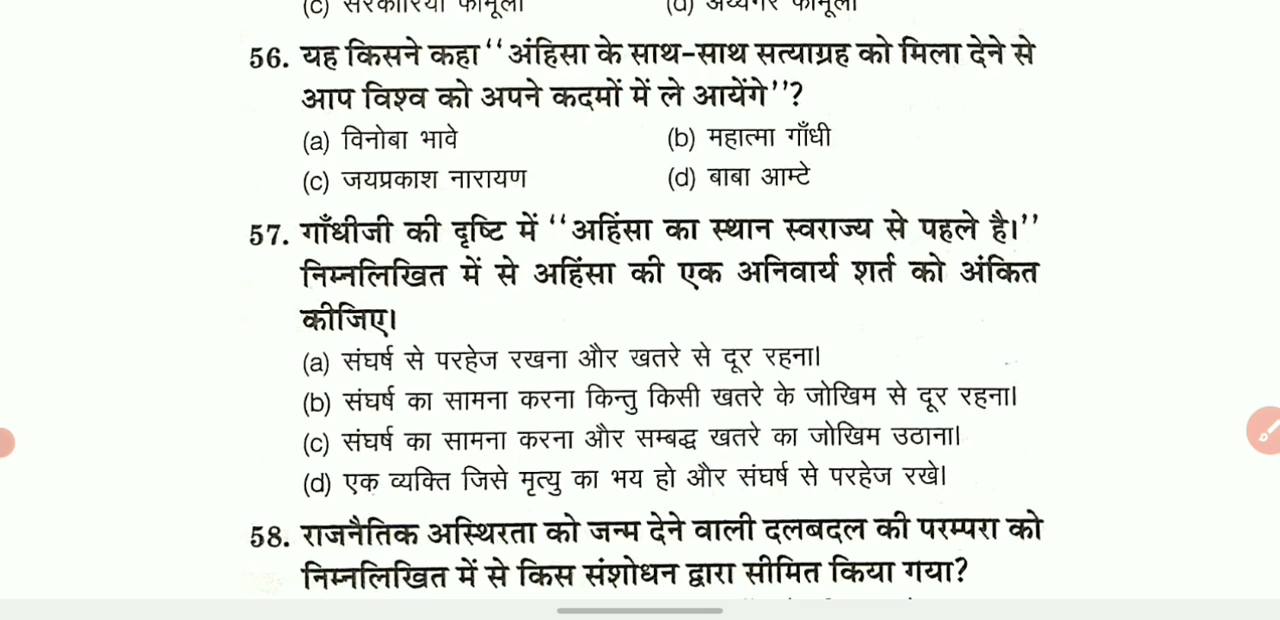 (c) सरकारिया फॉर्मूला (d)
56. यह किसने कहा ‘‘अंहिसा के साथ-साथ सत्याग्रह को मिला देने से
आप विश्व को अपने कदमों में ले आयेंगे’’?
(a) विनोबा भावे (b) महात्मा गाँधी
(c) जयप्रकाश नारायण (d) बाबा आम्टे
57. गाँधीजी की दृष्टि में ‘‘अहिंसा का स्थान स्वराज्य से पहले है।’’
निम्नलिखित में से अहिंसा की एक अनिवार्य शर्त को अंकित
कीजिए।
(a) संघर्ष से परहेज रखना और खतरे से दूर रहना।
(b) संघर्ष का सामना करना किन्तु किसी खतरे के जोखिम से दूर रहना।
(c) संघर्ष का सामना करना और सम्बद्ध खतरे का जोखिम उठाना।
(d) एक व्यक्ति जिसे मृत्यु का भय हो और संघर्ष से परहेज रखे।
58. राजनैतिक अस्थिरता को जन्म देने वाली दलबदल की परम्परा को
निम्नलिखित में से किस संशोधन द्वारा सीमित किया गया?